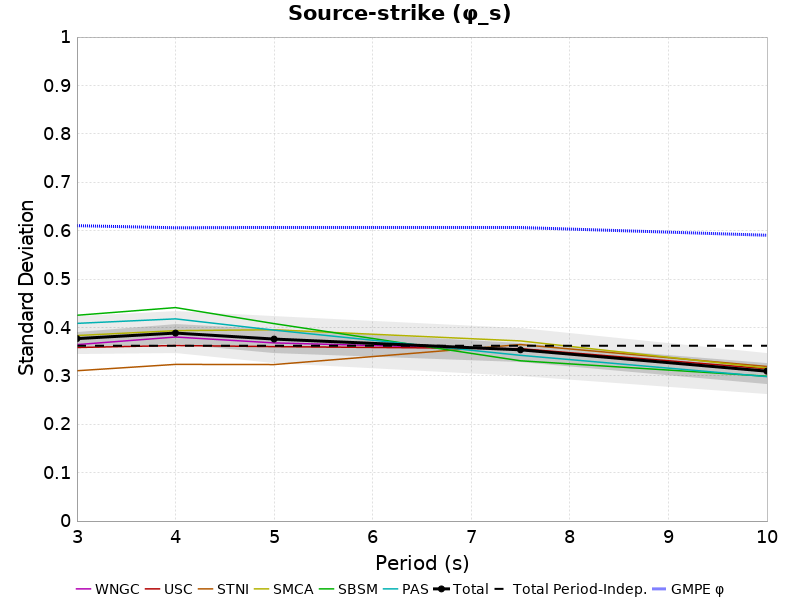 Source-strike (φ_s)
Standard Deviation
1
0.9
0.8
0.7
0.6
0.5
0.4
0.3
0.2
0.1
0
3 4 5 6 7 8 9 10
Period (s)
WNGC USC STNI SMCA SBSM PAS Total Total Period-Indep. GMPE φ